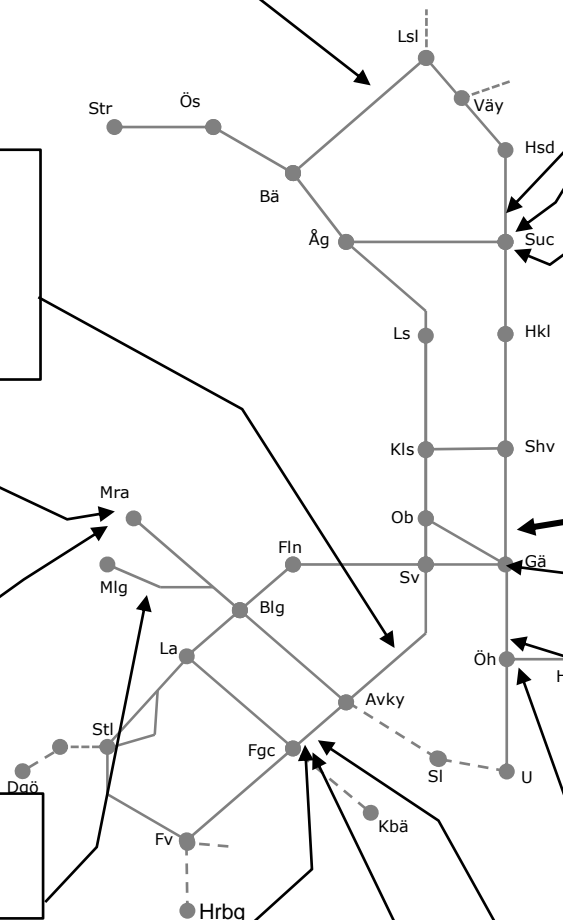 Lsl
Väy
Str
Ös
Hsd
Bä
Åg
Suc
Ls
Hkl
Kls
Shv
Mra
Ob
Fln
Gä
Mlg
Sv
Blg
La
Öh
H
Avky
Stl
Fgc
Sl
U
Dgö
Kbä
Fv
Hrbg